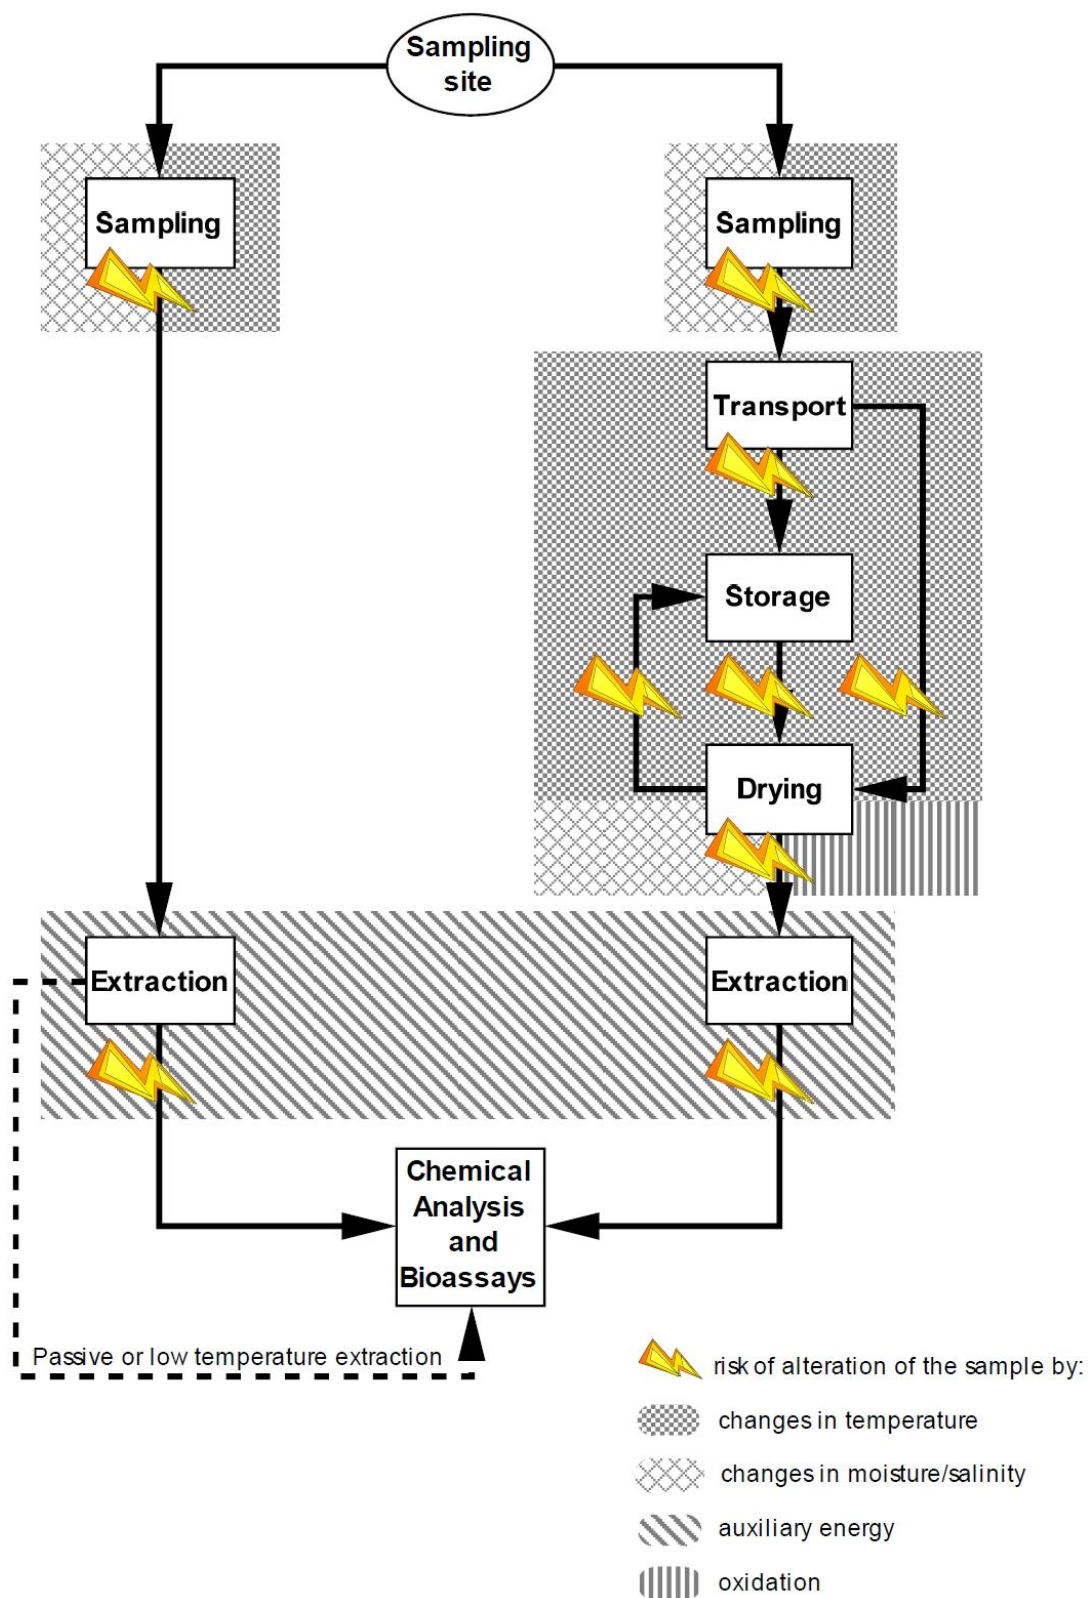 Sampling
site
Sampling
Sampling
Transport
Storage
Drying
Extraction
Extraction
Chemical
Analysis
and
Bioassays
Passive or low temperature extraction
risk of alteration of the sample by:
changes in temperature
changes in moisture/salinity
auxiliary energy
oxidation